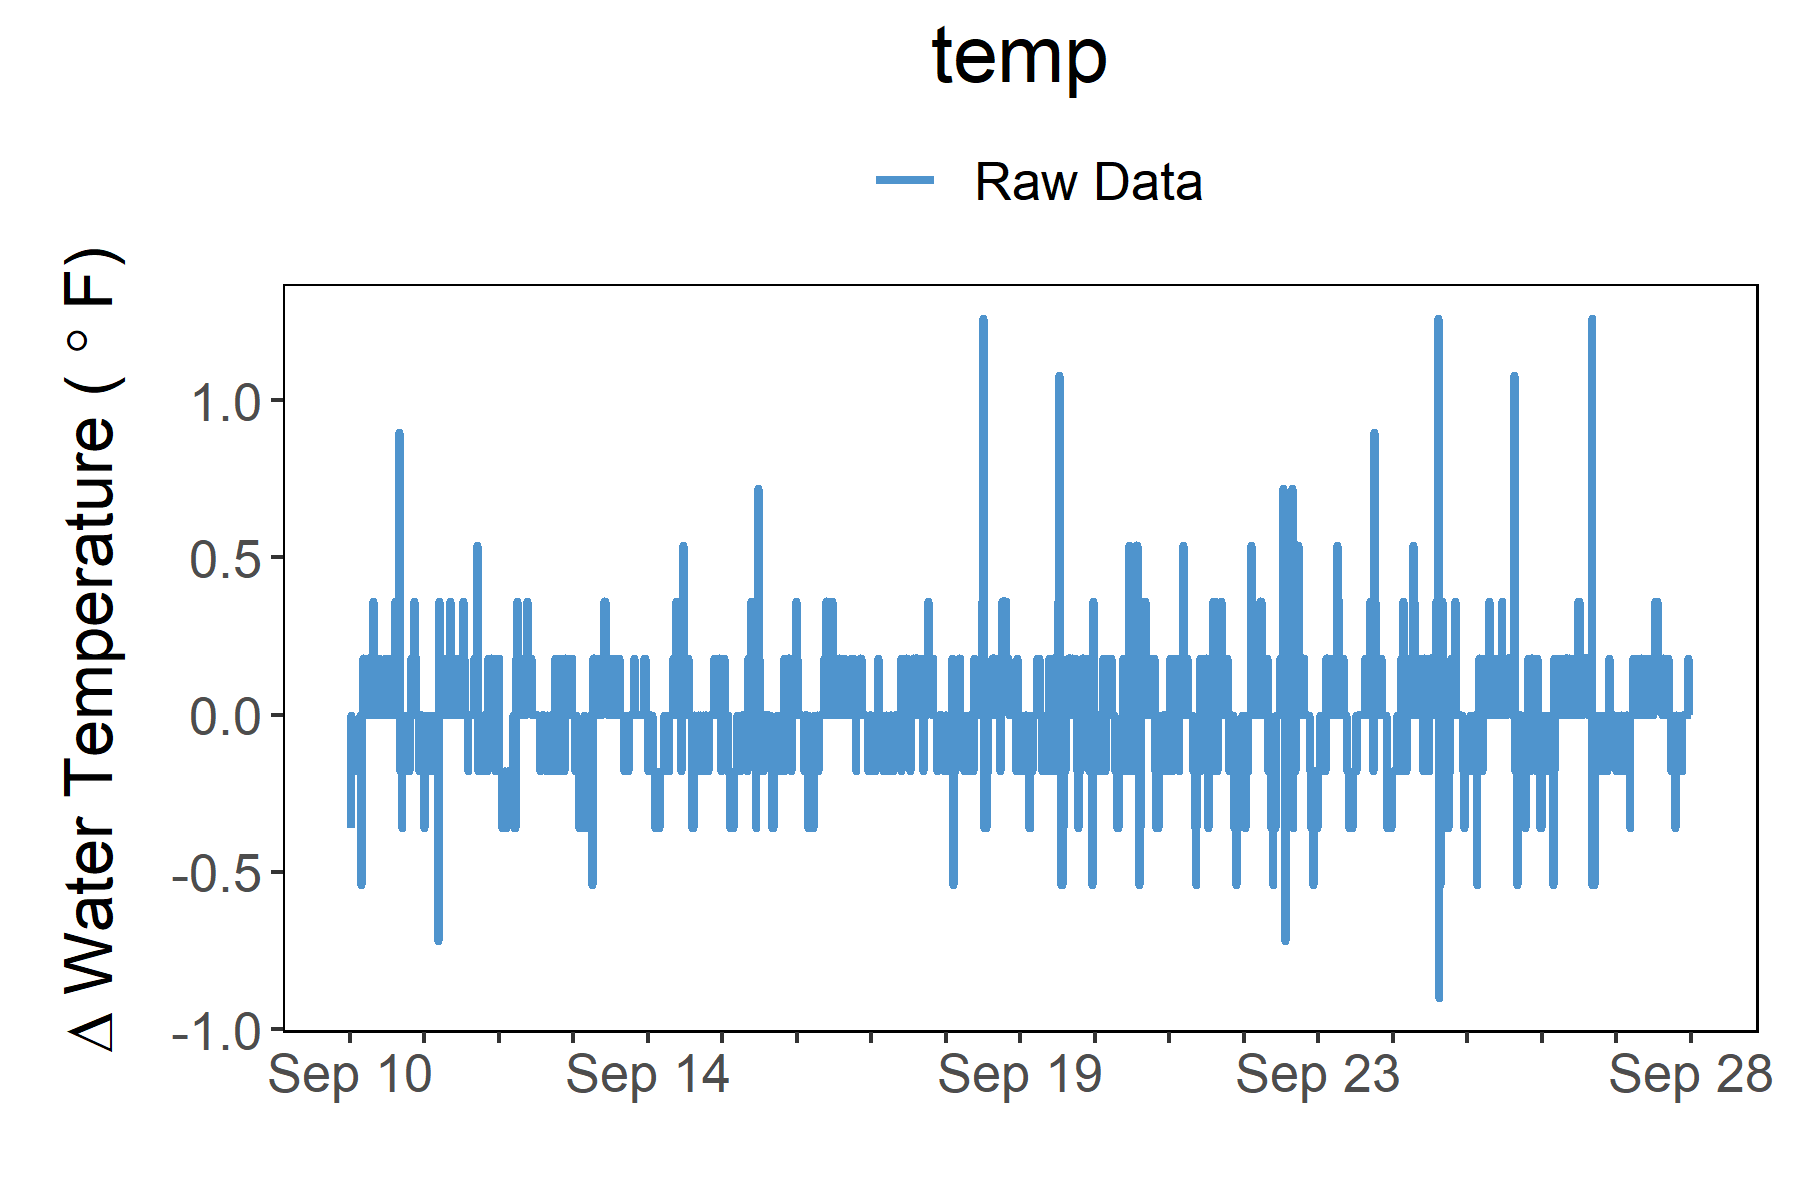 temp
Raw Data
Δ Water Temperature ( ° F)
1.0
0.5
0.0
-0.5
-1.0
Sep 10 Sep 14 Sep 19 Sep 23 Sep 28